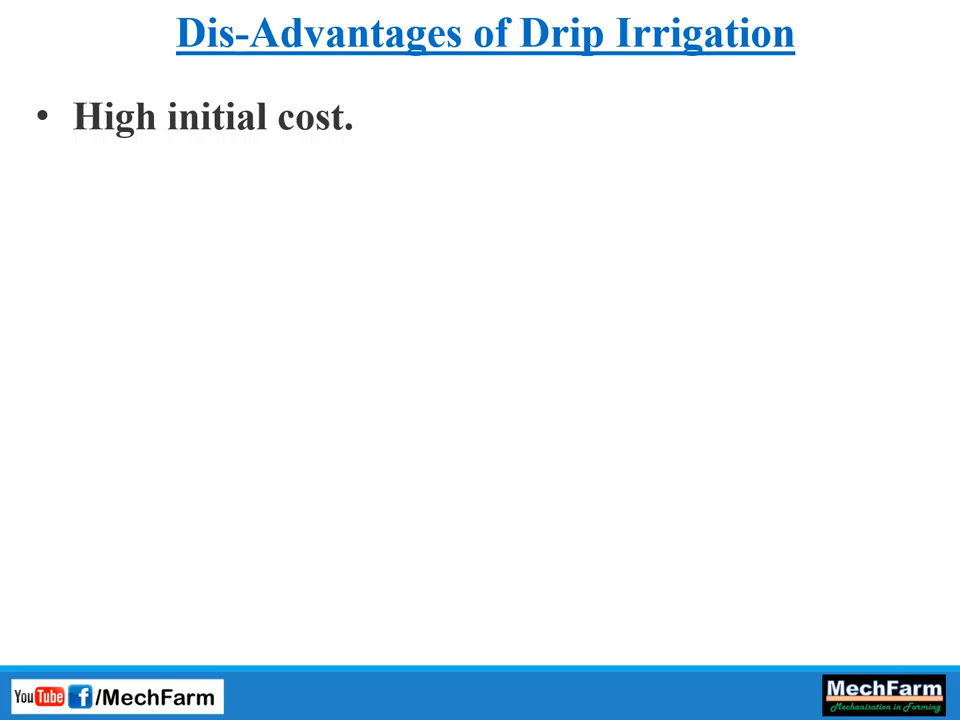 Dis-Advantages of Drip Irrigation
• High initial cost.
You Tube f /MechFarm
MechFarm
Mechanisation in Farming